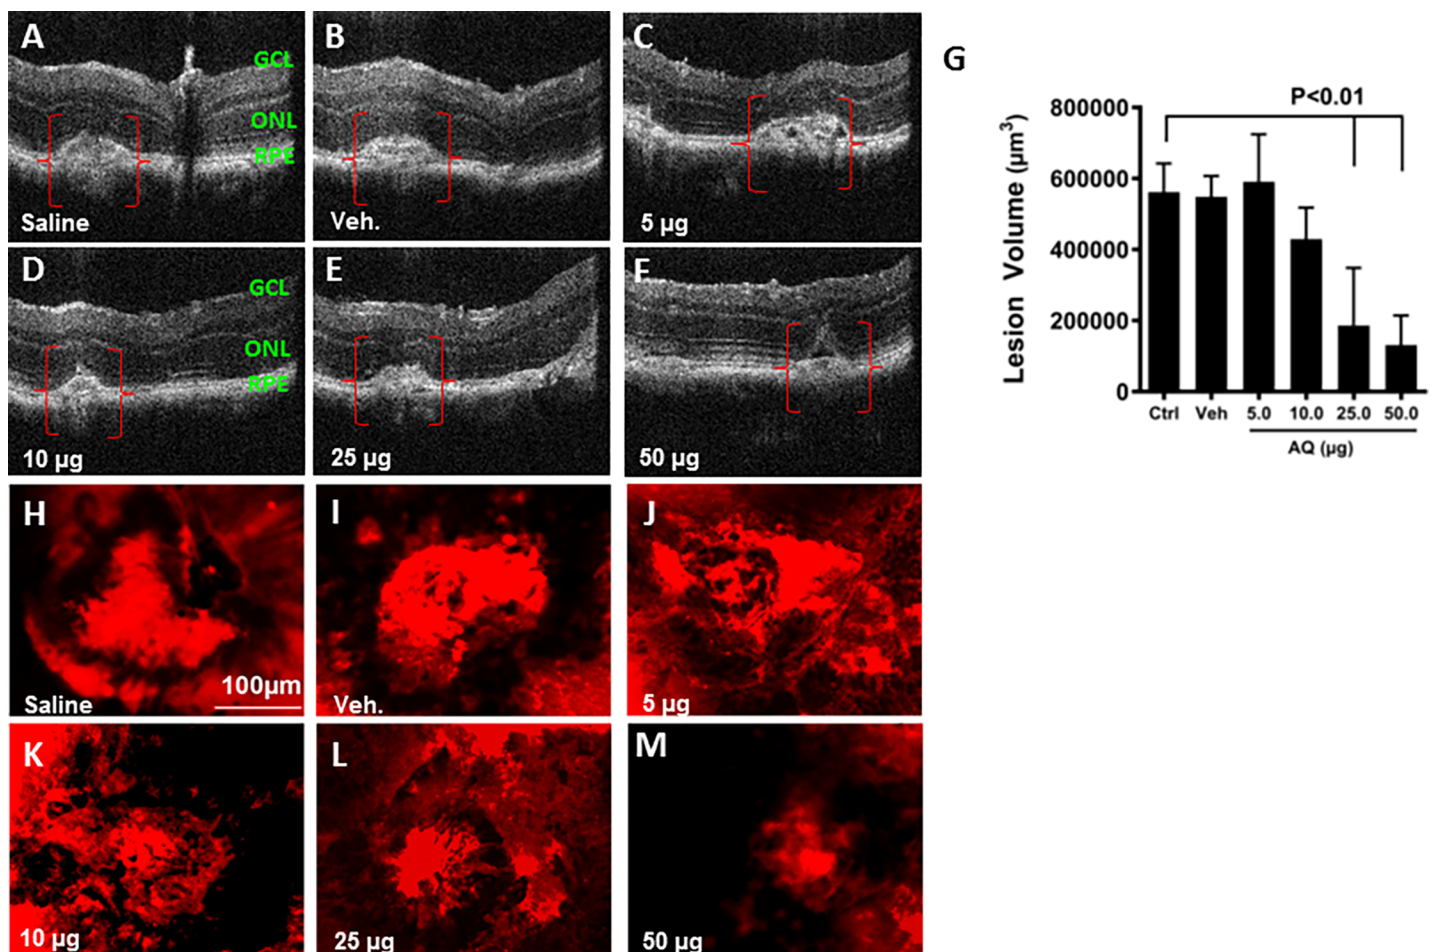 A
GCL
ONL
RPE
Saline
B
Veh.
C
5 µg
D
GCL
ONL
RPE
10 µg
E
25 µg
F
50 µg
G
P<0.01
Lesion Volume (µm³)
800000
600000
400000
200000
0
Ctrl Veh 5.0 10.0 25.0 50.0
AQ (µg)
H
100µm
Saline
I
Veh.
J
5 µg
K
10 µg
L
25 µg
M
50 µg